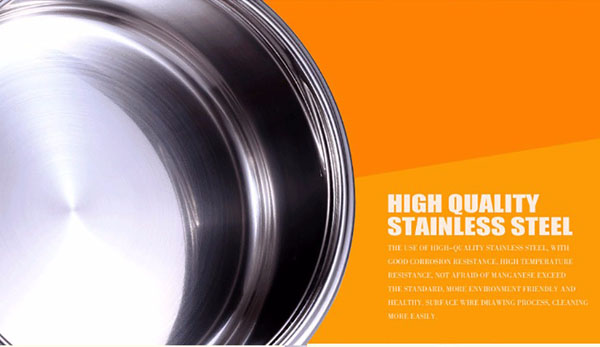 HIGH QUALITY
STAINLESS STEEL
THE USE OF HIGH-QUALITY STAINLESS STEEL, WITH
GOOD CORROSION RESISTANCE, HIGH TEMPERATURE
RESISTANCE, NOT AFRAID OF MANGANESE EXCEED
THE STANDARD, MORE ENVIRONMENT FRIENDLY AND
HEALTHY, SURFACE WIRE DRAWING PROCESS, CLEANING
MORE EASILY